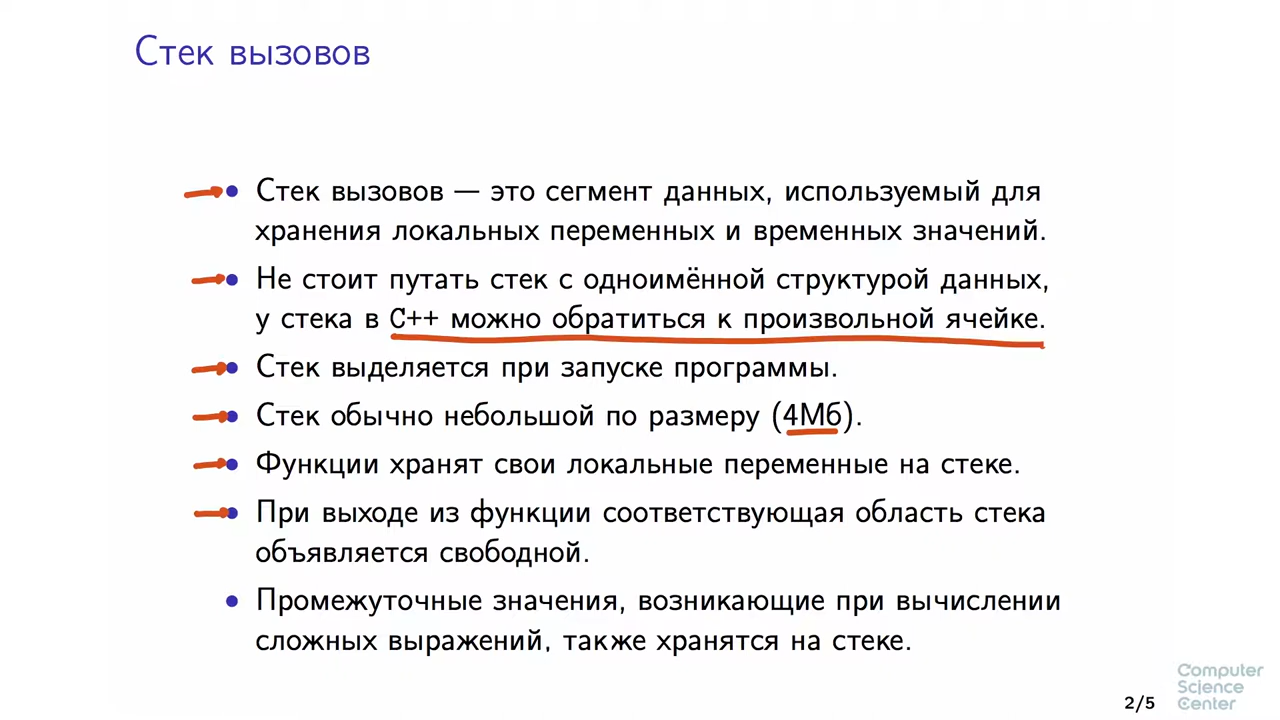 Стек вызовов
• Стек вызовов — это сегмент данных, используемый для
хранения локальных переменных и временных значений.
• Не стоит путать стек с одноимённой структурой данных,
у стека в C++ можно обратиться к произвольной ячейке.
• Стек выделяется при запуске программы.
• Стек обычно небольшой по размеру (4Мб).
• Функции хранят свои локальные переменные на стеке.
• При выходе из функции соответствующая область стека
объявляется свободной.
• Промежуточные значения, возникающие при вычислении
сложных выражений, также хранятся на стеке.
2/5
Computer
Science
Center